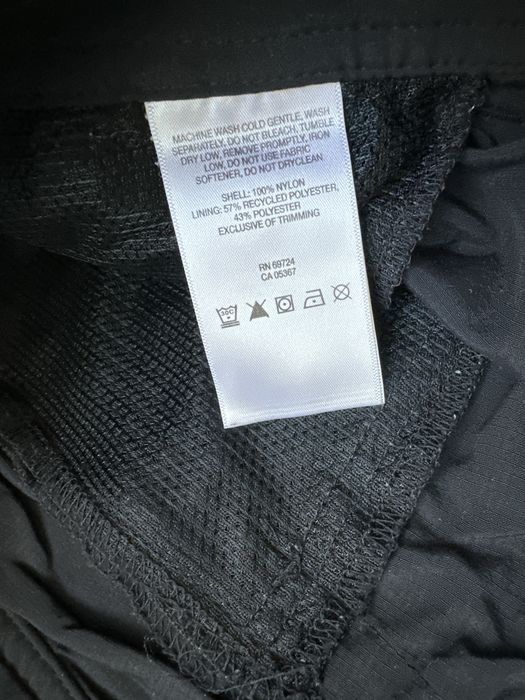 MACHINE WASH COLD GENTLE, WASH
SEPARATELY, DO NOT BLEACH, TUMBLE
DRY LOW, REMOVE PROMPTLY, IRON
LOW, DO NOT USE FABRIC
SOFTENER, DO NOT DRYCLEAN
SHELL: 100% NYLON
LINING: 57% RECYCLED POLYESTER,
43% POLYESTER
EXCLUSIVE OF TRIMMING
RN 69724
CA 05367
30C